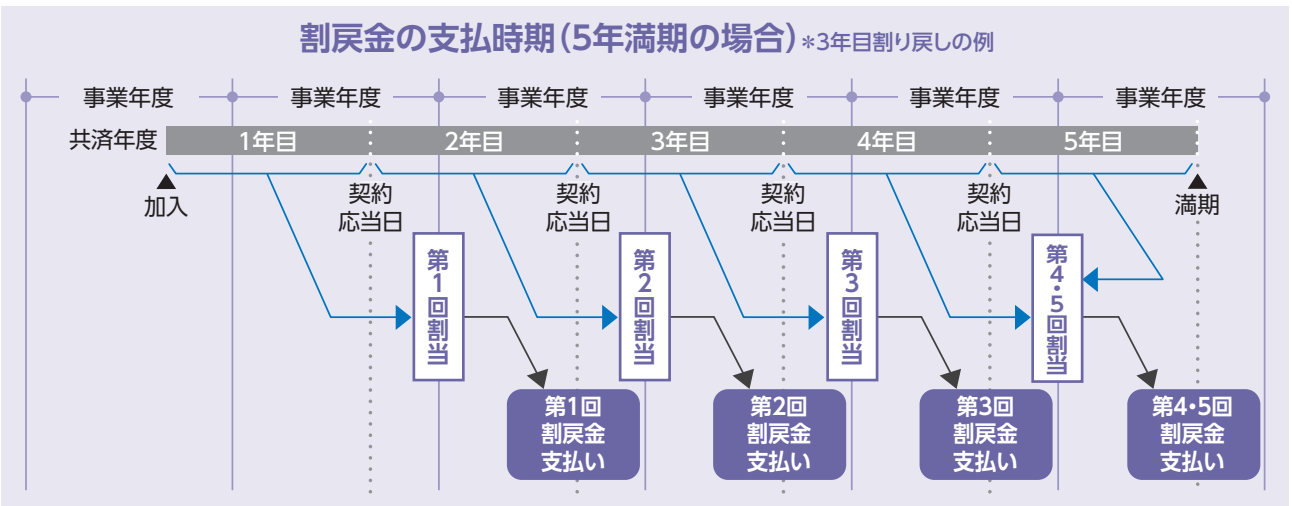 割戻金の支払時期(5年満期の場合)*3年目割り戻しの例
事業年度 事業年度 事業年度 事業年度 事業年度 事業年度
共済年度 1年目 2年目 3年目 4年目 5年目
▲ ▲
加入 契約 契約 契約 契約 満期
応当日 応当日 応当日 応当日
第1回割当
第2回割当
第3回割当
第4・5回割当
第1回 第2回 第3回 第4・5回
割戻金 割戻金 割戻金 割戻金
支払い 支払い 支払い 支払い